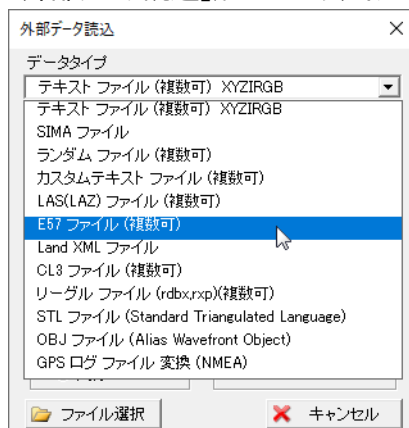 外部データ読込
データタイプ
テキスト ファイル (複数可) XYZIRGB
テキスト ファイル (複数可) XYZIRGB
SIMA ファイル
ランダム ファイル (複数可)
カスタムテキスト ファイル (複数可)
LAS(LAZ) ファイル (複数可)
E57 ファイル (複数可)
Land XML ファイル
CL3 ファイル (複数可)
リーグル ファイル (rdbx,rxp)(複数可)
STL ファイル (Standard Triangulated Language)
OBJ ファイル (Alias Wavefront Object)
GPS ログ ファイル 変換 (NMEA)
ファイル選択
キャンセル